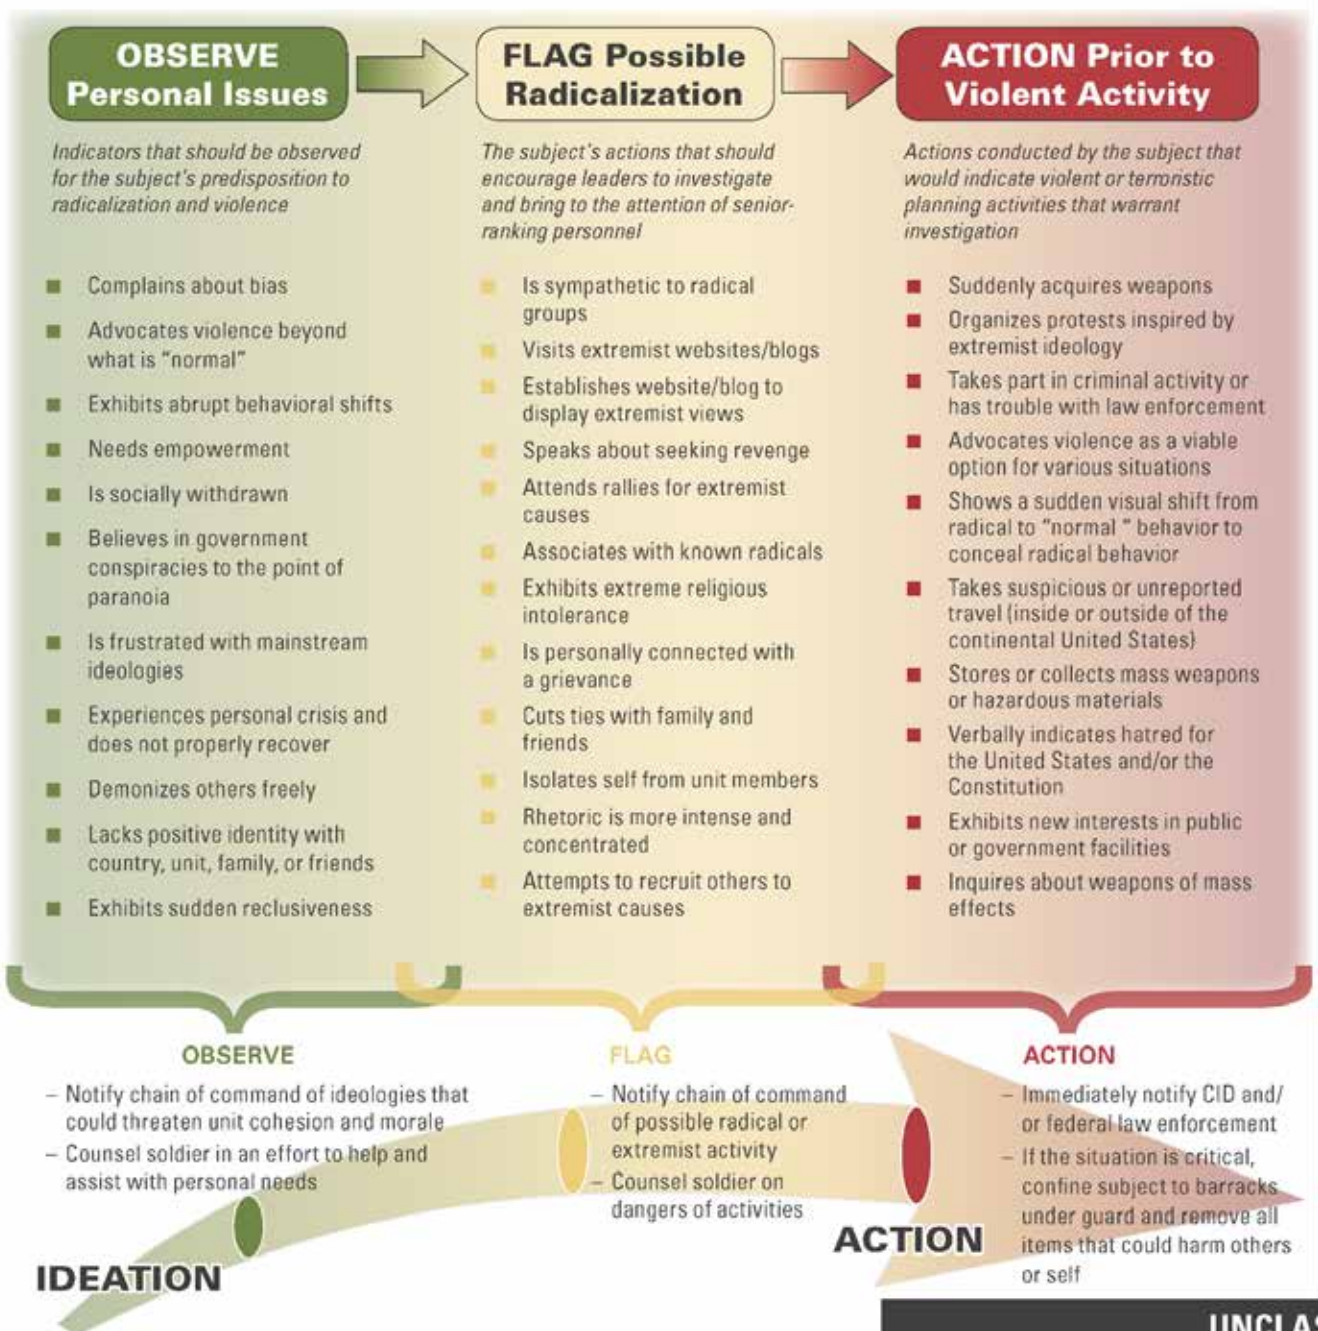 OBSERVE
Personal Issues
Indicators that should be observed
for the subject's predisposition to
radicalization and violence
■ Complains about bias
■ Advocates violence beyond
what is "normal"
■ Exhibits abrupt behavioral shifts
■ Needs empowerment
■ Is socially withdrawn
■ Believes in government
conspiracies to the point of
paranoia
■ Is frustrated with mainstream
ideologies
■ Experiences personal crisis and
does not properly recover
■ Demonizes others freely
■ Lacks positive identity with
country, unit, family, or friends
■ Exhibits sudden reclusiveness
FLAG Possible
Radicalization
The subject's actions that should
encourage leaders to investigate
and bring to the attention of senior-
ranking personnel
■ Is sympathetic to radical
groups
■ Visits extremist websites/blogs
■ Establishes website/blog to
display extremist views
■ Speaks about seeking revenge
■ Attends rallies for extremist
causes
■ Associates with known radicals
■ Exhibits extreme religious
intolerance
■ Is personally connected with
a grievance
■ Cuts ties with family and
friends
■ Isolates self from unit members
■ Rhetoric is more intense and
concentrated
■ Attempts to recruit others to
extremist causes
ACTION Prior to
Violent Activity
Actions conducted by the subject that
would indicate violent or terroristic
planning activities that warrant
investigation
■ Suddenly acquires weapons
■ Organizes protests inspired by
extremist ideology
■ Takes part in criminal activity or
has trouble with law enforcement
■ Advocates violence as a viable
option for various situations
■ Shows a sudden visual shift from
radical to "normal " behavior to
conceal radical behavior
■ Takes suspicious or unreported
travel (inside or outside of the
continental United States)
■ Stores or collects mass weapons
or hazardous materials
■ Verbally indicates hatred for
the United States and/or the
Constitution
■ Exhibits new interests in public
or government facilities
■ Inquires about weapons of mass
effects
OBSERVE
– Notify chain of command of ideologies that
could threaten unit cohesion and morale
– Counsel soldier in an effort to help and
assist with personal needs
FLAG
– Notify chain of command
of possible radical or
extremist activity
– Counsel soldier on
dangers of activities
ACTION
– Immediately notify CID and/
or federal law enforcement
– If the situation is critical,
confine subject to barracks
under guard and remove all
items that could harm others
or self
IDEATION
ACTION